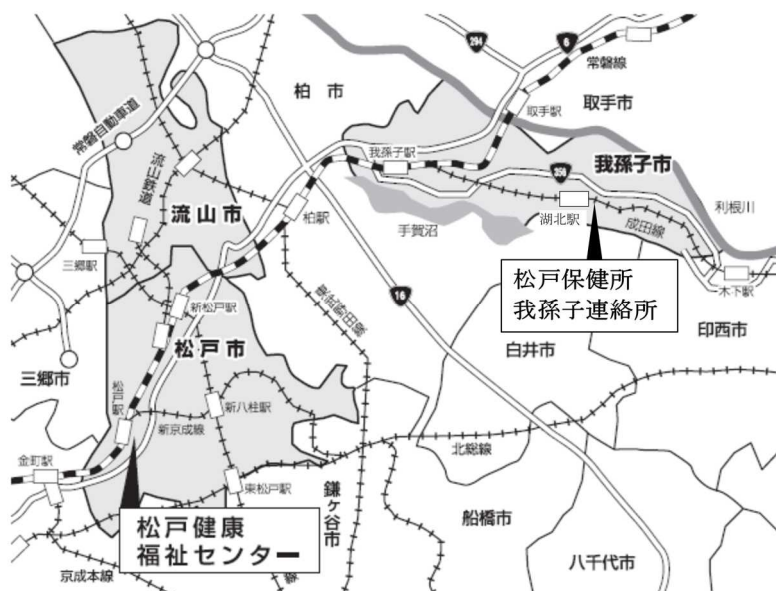 294
6
常磐線
柏市
取手市
取手駅
常磐自動車道
我孫子駅
我孫子市
流山鉄道
356
利根川
流山市
柏駅
手賀沼
湖北駅
成田線
三郷駅
松戸保健所
我孫子連絡所
木下駅
新松戸駅
16
印西市
松戸市
白井市
三郷市
松戸駅
新八柱駅
新京成線
北総線
金町駅
東松戸駅
鎌ヶ谷市
船橋市
松戸健康
福祉センター
八千代市
京成本線
線